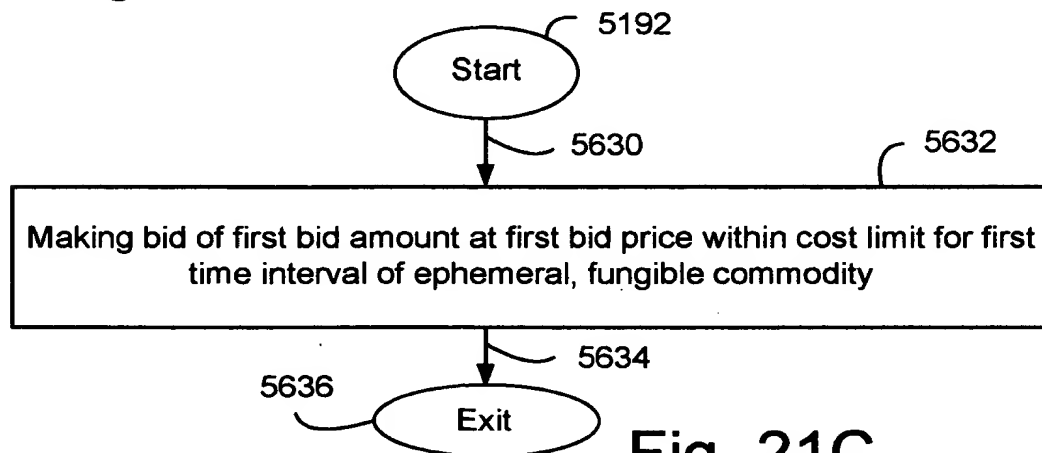 5192
Start
5630
5632
Making bid of first bid amount at first bid price within cost limit for first
time interval of ephemeral, fungible commodity
5634
5636
Exit
Fig. 21C